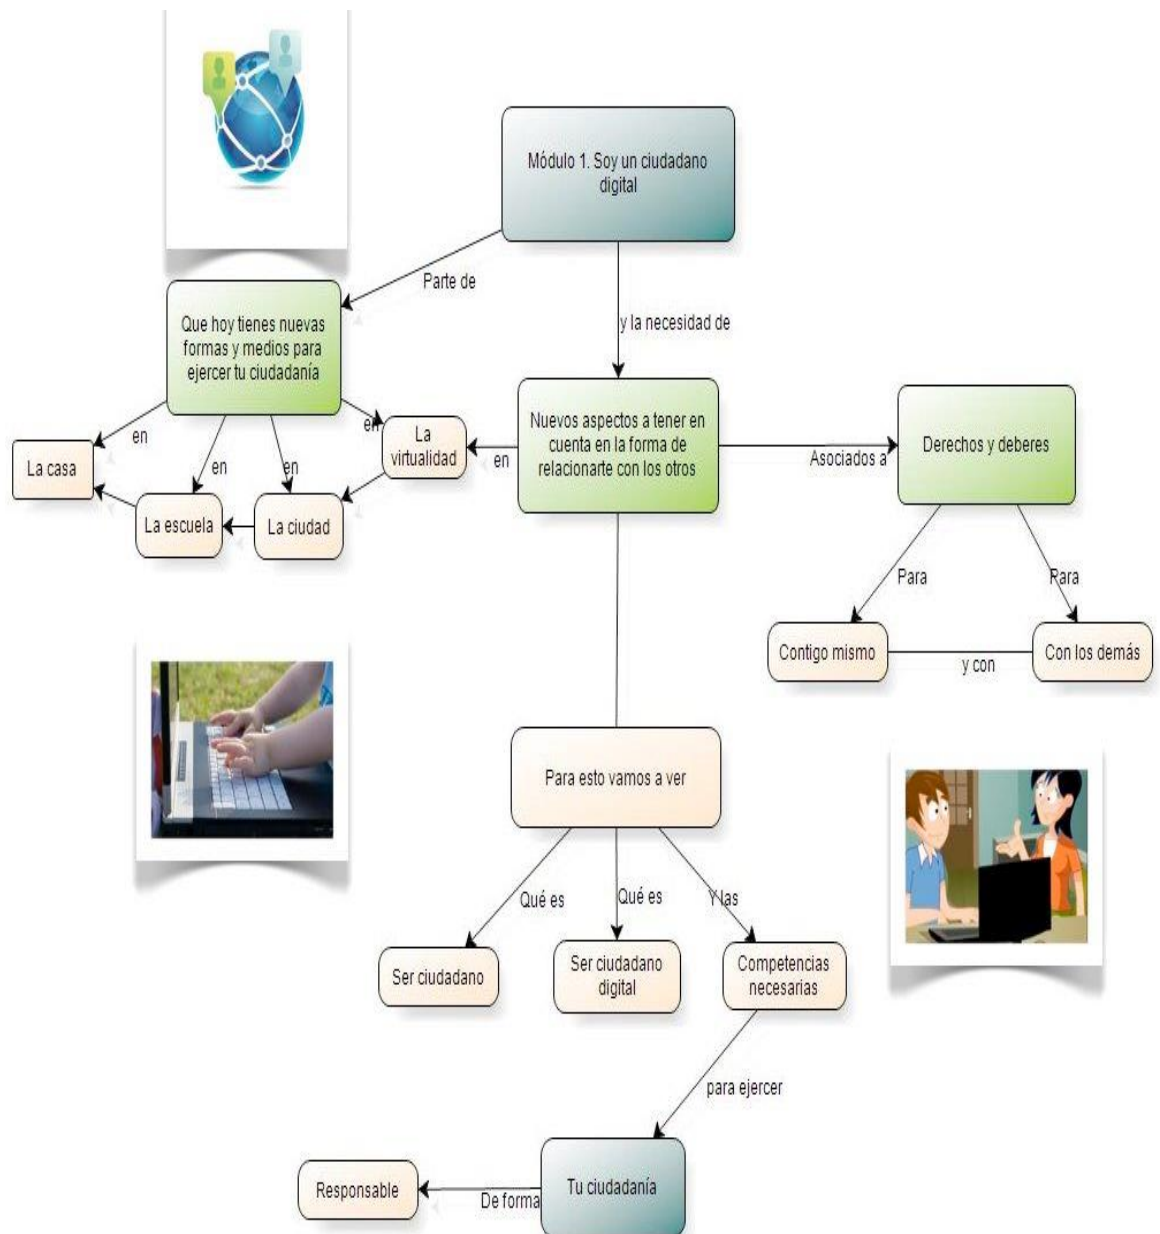 Módulo 1. Soy un ciudadano
digital
Parte de
y la necesidad de
Que hoy tienes nuevas
formas y medios para
ejercer tu ciudadanía
en
en
en
en
La casa
La escuela
La ciudad
La
virtualidad
en
Nuevos aspectos a tener en
cuenta en la forma de
relacionarte con los otros
Asociados a
Derechos y deberes
Para
Para
Contigo mismo
y con
Con los demás
Para esto vamos a ver
Qué es
Qué es
Y las
Ser ciudadano
Ser ciudadano
digital
Competencias
necesarias
para ejercer
Tu ciudadanía
De forma
Responsable